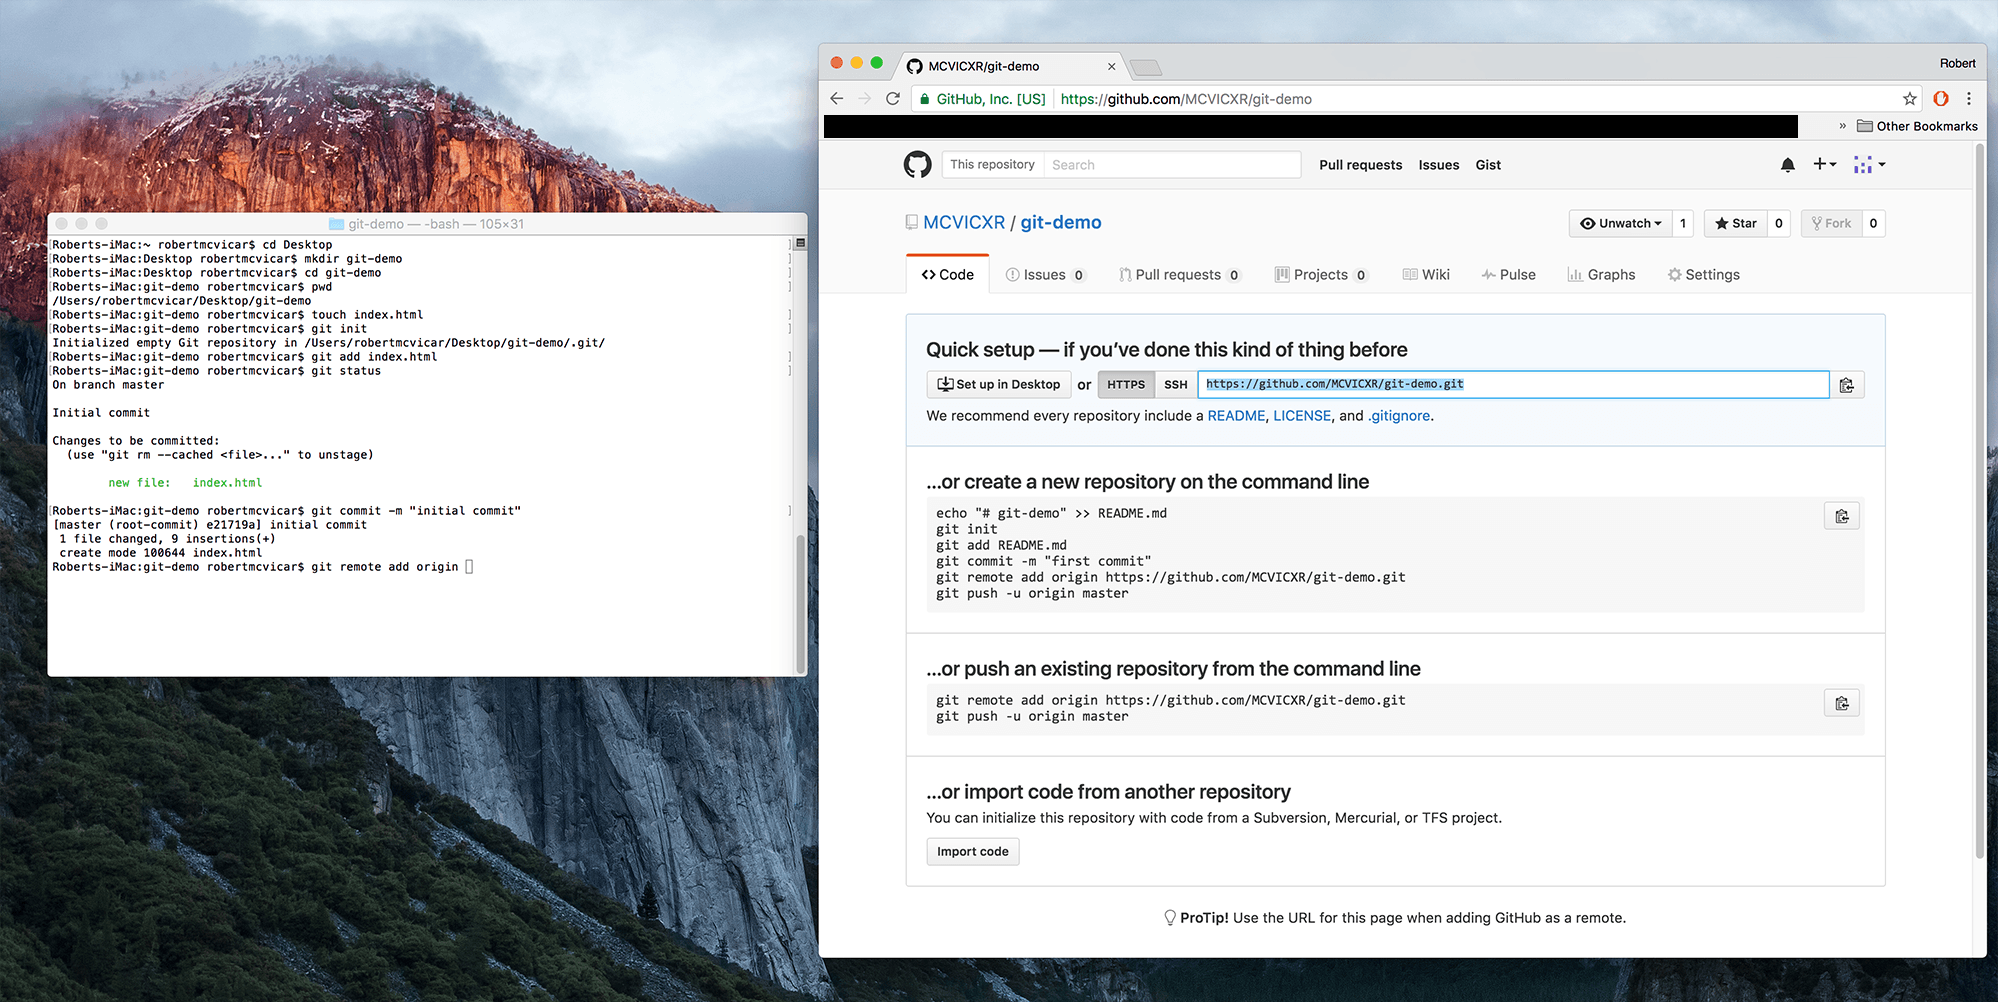 git-demo — -bash — 105×31
Roberts-iMac:~ robertmcvicar$ cd Desktop
Roberts-iMac:Desktop robertmcvicar$ mkdir git-demo
Roberts-iMac:Desktop robertmcvicar$ cd git-demo
Roberts-iMac:git-demo robertmcvicar$ pwd
/Users/robertmcvicar/Desktop/git-demo
Roberts-iMac:git-demo robertmcvicar$ touch index.html
Roberts-iMac:git-demo robertmcvicar$ git init
Initialized empty Git repository in /Users/robertmcvicar/Desktop/git-demo/.git/
Roberts-iMac:git-demo robertmcvicar$ git add index.html
Roberts-iMac:git-demo robertmcvicar$ git status
On branch master
Initial commit
Changes to be committed:
(use "git rm --cached <file>..." to unstage)
new file:   index.html
Roberts-iMac:git-demo robertmcvicar$ git commit -m "initial commit"
[master (root-commit) e21719a] initial commit
1 file changed, 9 insertions(+)
create mode 100644 index.html
Roberts-iMac:git-demo robertmcvicar$ git remote add origin
MCVICXR/git-demo
Robert
GitHub, Inc. [US] https://github.com/MCVICXR/git-demo
» Other Bookmarks
This repository Search Pull requests Issues Gist
MCVICXR / git-demo Unwatch 1 Star 0 Fork 0
Code Issues 0 Pull requests 0 Projects 0 Wiki Pulse Graphs Settings
Quick setup — if you’ve done this kind of thing before
Set up in Desktop or HTTPS SSH https://github.com/MCVICXR/git-demo.git
We recommend every repository include a README, LICENSE, and .gitignore.
…or create a new repository on the command line
echo "# git-demo" >> README.md
git init
git add README.md
git commit -m "first commit"
git remote add origin https://github.com/MCVICXR/git-demo.git
git push -u origin master
…or push an existing repository from the command line
git remote add origin https://github.com/MCVICXR/git-demo.git
git push -u origin master
…or import code from another repository
You can initialize this repository with code from a Subversion, Mercurial, or TFS project.
Import code
ProTip! Use the URL for this page when adding GitHub as a remote.